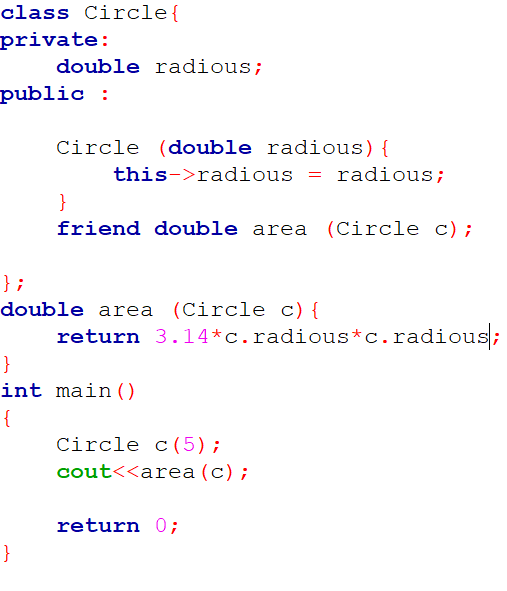 class Circle{
private:
    double radious;
public :

    Circle (double radious){
        this->radious = radious;
    }
    friend double area (Circle c);

};
double area (Circle c){
    return 3.14*c.radious*c.radious;
}
int main()
{
    Circle c(5);
    cout<<area(c);

    return 0;
}